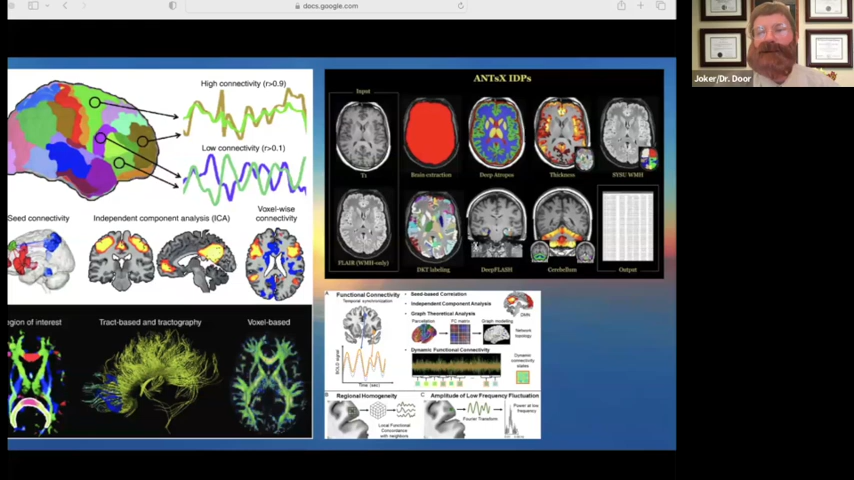 docs.google.com
Joker/Dr. Door
High connectivity (r>0.9)
Low connectivity (r>0.1)
Seed connectivity
Independent component analysis (ICA)
Voxel-wise
connectivity
egion of interest
Tract-based and tractography
Voxel-based
ANTsX IDPs
Input
T1
Brain extraction
Deep Atropos
Thickness
SYSU WMH
FLAIR (WMH-only)
DKT labeling
DeepFLASH
Cerebellum
Output
A
Functional Connectivity
Temporal synchronization
BOLD signal
Time (sec)
Seed-based Correlation
Independent Component Analysis
DMN
Graph Theoretical Analysis
Parcellation
FC matrix
Graph modelling
Network
topology
Dynamic Functional Connectivity
Dynamic
connectivity
states
B
Regional Homogeneity
Local Functional
Concordance
with neighbors
C
Amplitude of Low Frequency Fluctuation
Fourier Transform
Power at low
frequency